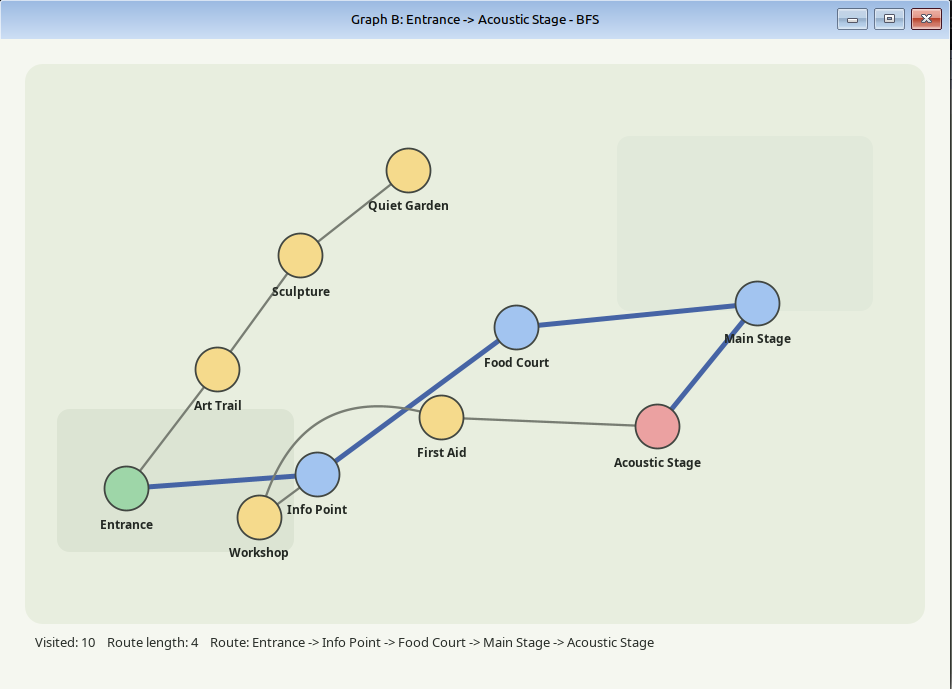 Graph B: Entrance -> Acoustic Stage - BFS
Quiet Garden
Sculpture
Main Stage
Food Court
Art Trail
First Aid
Acoustic Stage
Info Point
Entrance
Workshop
Visited: 10 Route length: 4 Route: Entrance -> Info Point -> Food Court -> Main Stage -> Acoustic Stage